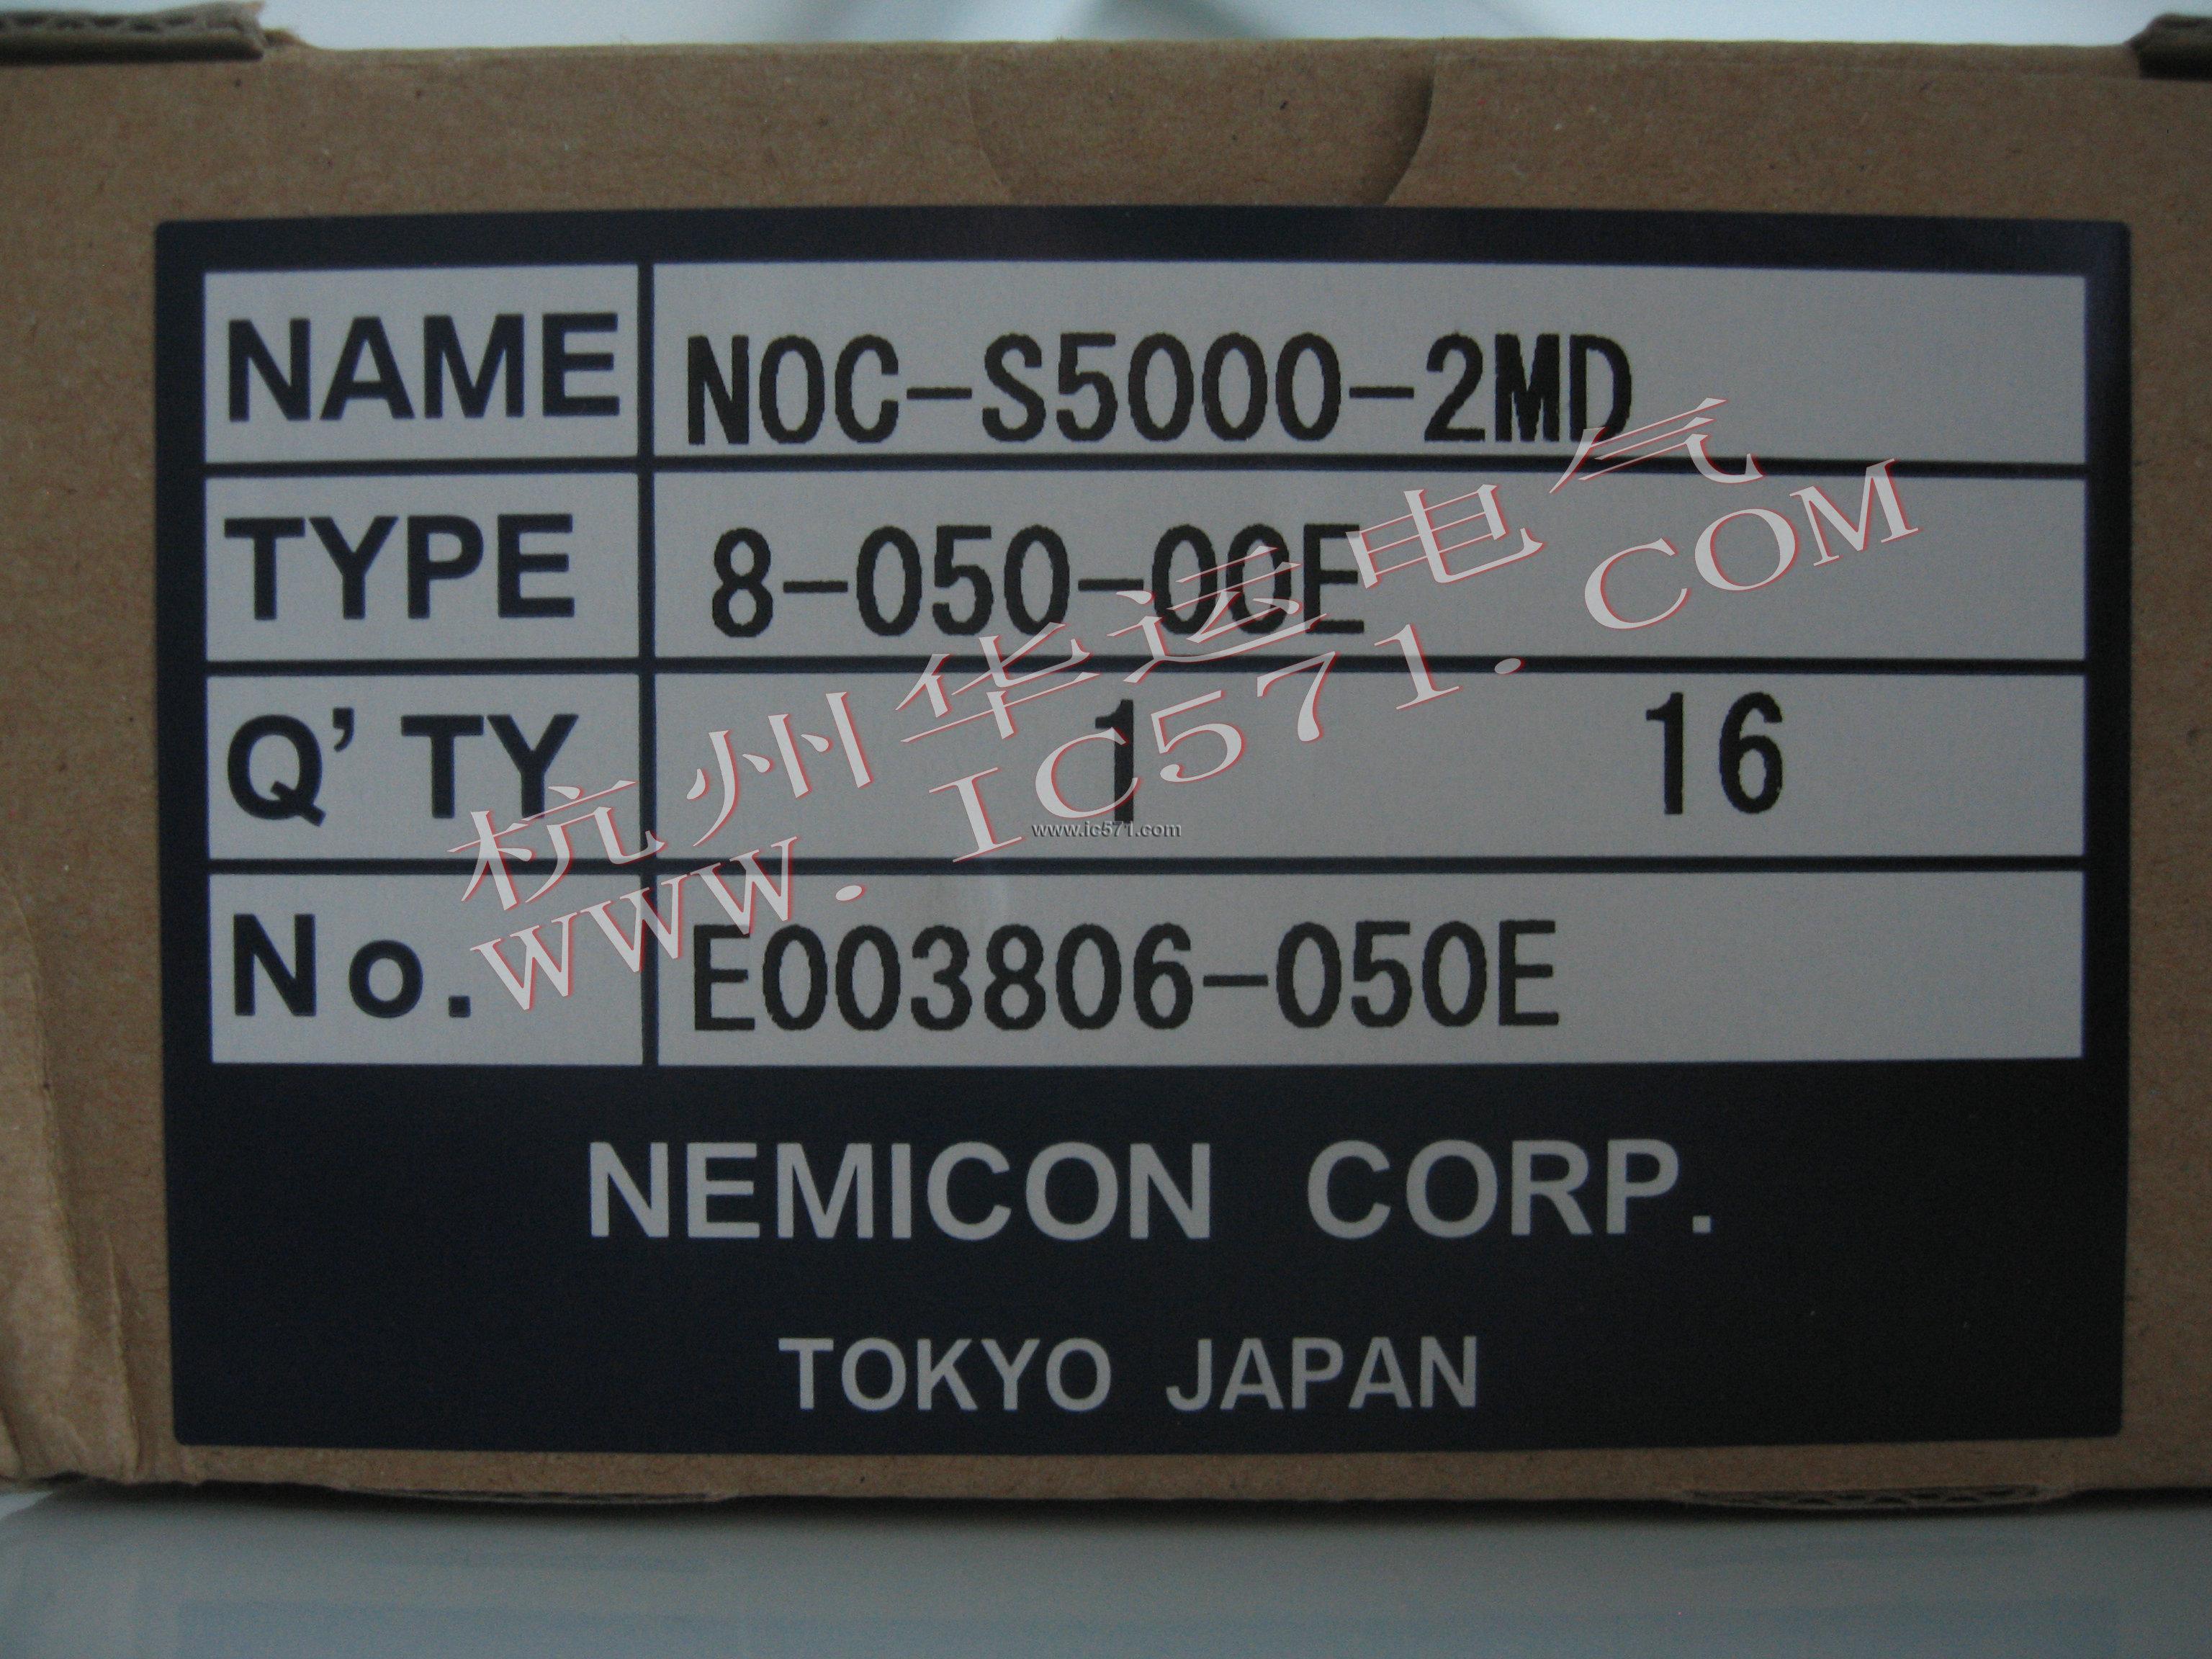 NAME NOC-S5000-2MD
TYPE 8-050-00E
Q'TY 1 16
No. E003806-050E
NEMICON CORP.
TOKYO JAPAN
杭州华运电气
WWW.IC571.COM
www.ic571.com